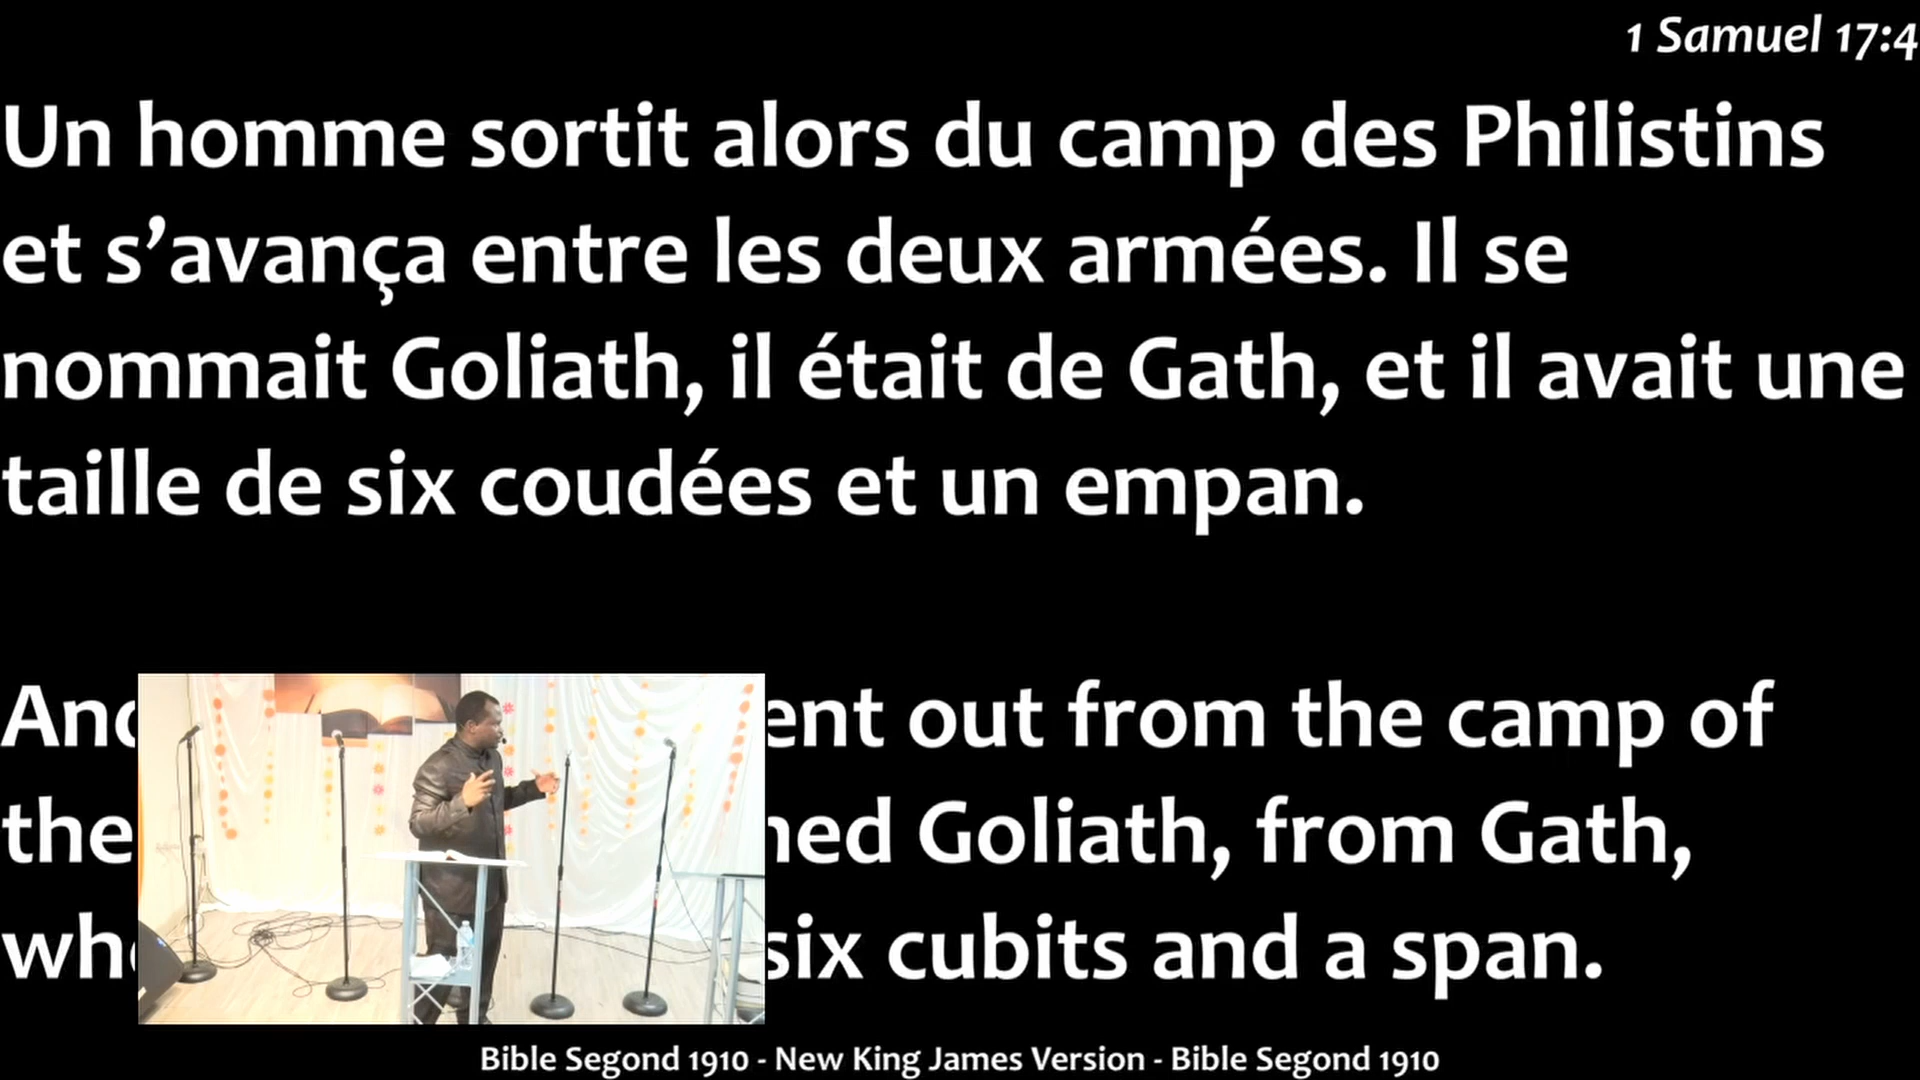 1 Samuel 17:4
Un homme sortit alors du camp des Philistins
et s’avança entre les deux armées. Il se
nommait Goliath, il était de Gath, et il avait une
taille de six coudées et un empan.
out from the camp of
the Goliath, from Gath,
six cubits and a span.
Bible Segond 1910 - New King James Version - Bible Segond 1910